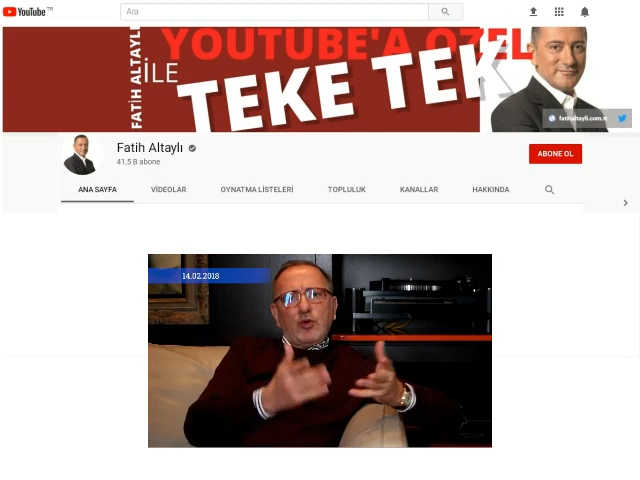 YouTube TR
Ara
FATİH ALTAYLI
İLE
YOUTUBE'A ÖZEL
TEKE TEK
fatihaltayli.com.tr
Fatih Altaylı
41,5 B abone
ABONE OL
ANA SAYFA
VİDEOLAR
OYNATMA LİSTELERİ
TOPLULUK
KANALLAR
HAKKINDA
14.02.2018